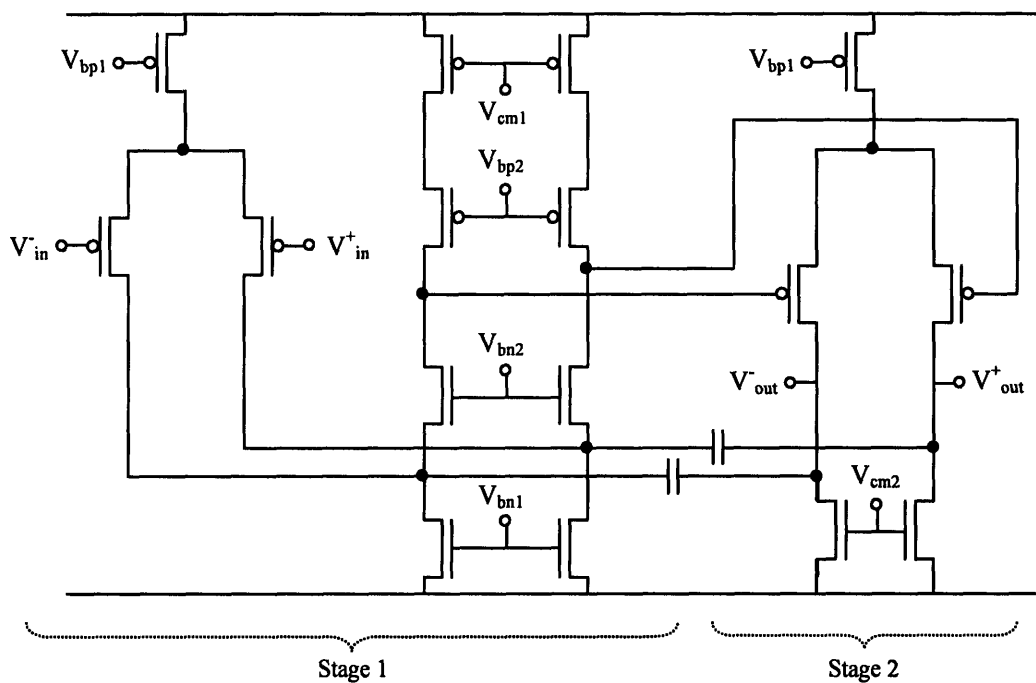 V_bp1
V_cm1
V_bp1
V_bp2
V^-_in
V^+_in
V_bn2
V^-_out
V^+_out
V_cm2
V_bn1
Stage 1
Stage 2